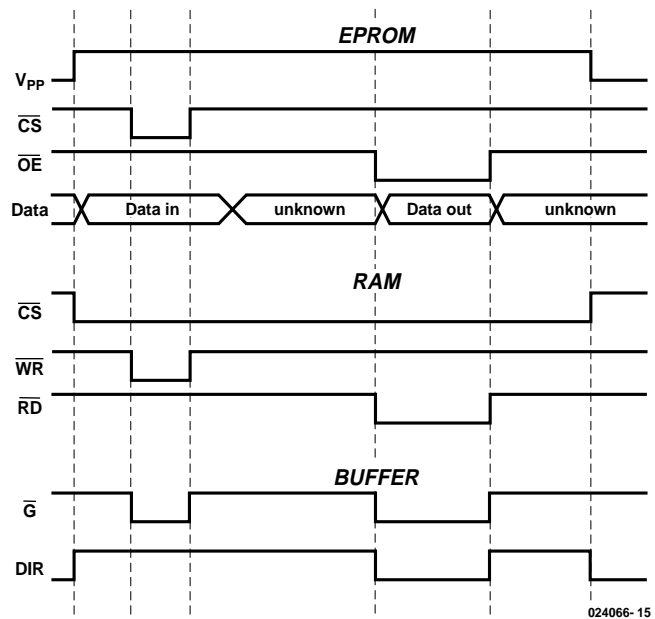 EPROM
VPP
CS
OE
Data Data in unknown Data out unknown
RAM
CS
WR
RD
BUFFER
G
DIR
024066- 15